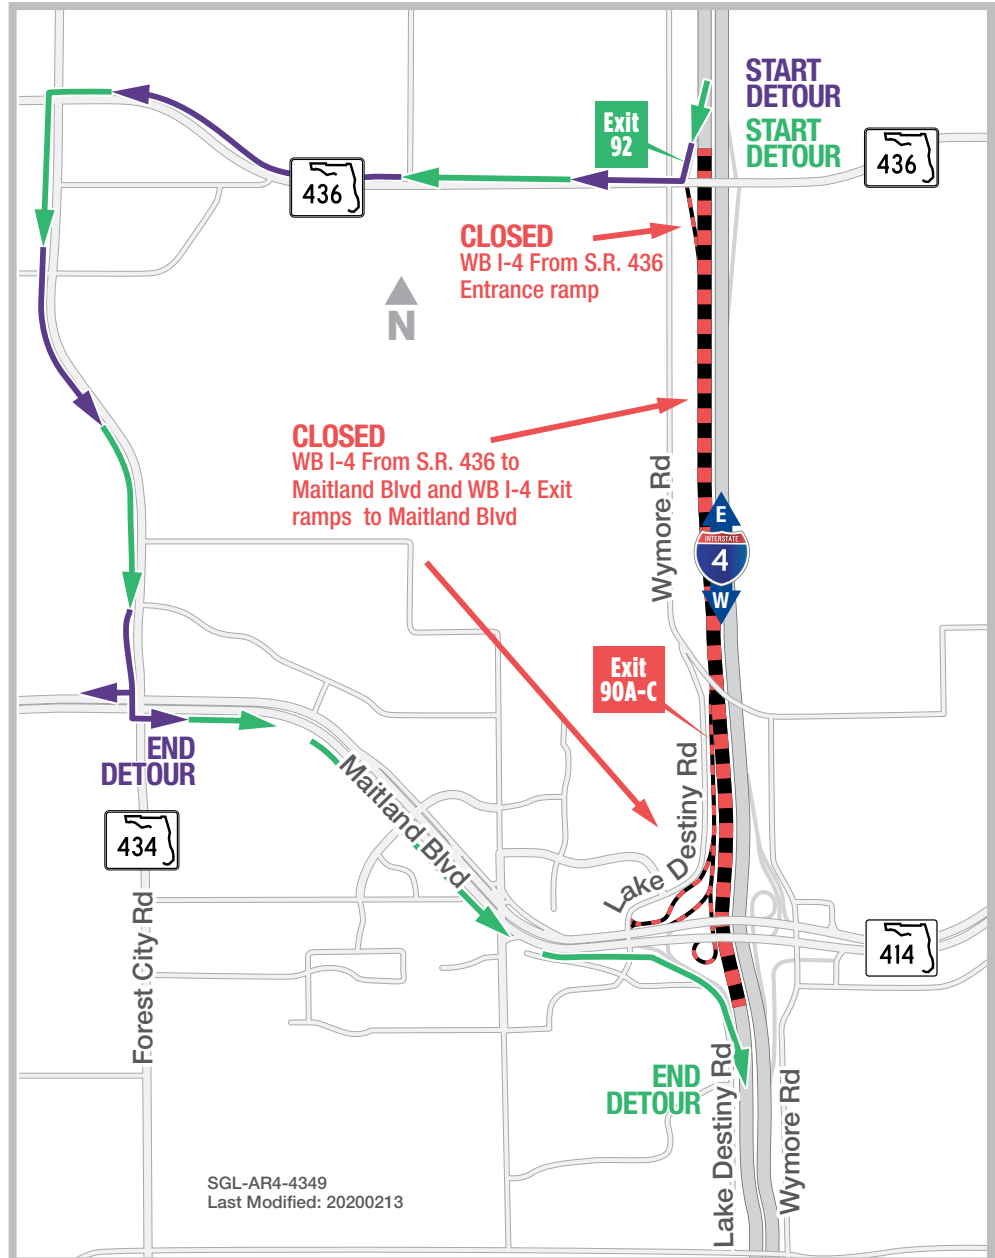 START
DETOUR
START
DETOUR
Exit
92
436
436
CLOSED
WB I-4 From S.R. 436
Entrance ramp
N
CLOSED
WB I-4 From S.R. 436 to
Maitland Blvd and WB I-4 Exit
ramps to Maitland Blvd
Wymore Rd
E
INTERSTATE
4
W
Exit
90A-C
END
DETOUR
Maitland Blvd
Lake Destiny Rd
434
Forest City Rd
414
END
DETOUR
Lake Destiny Rd
Wymore Rd
SGL-AR4-4349
Last Modified: 20200213